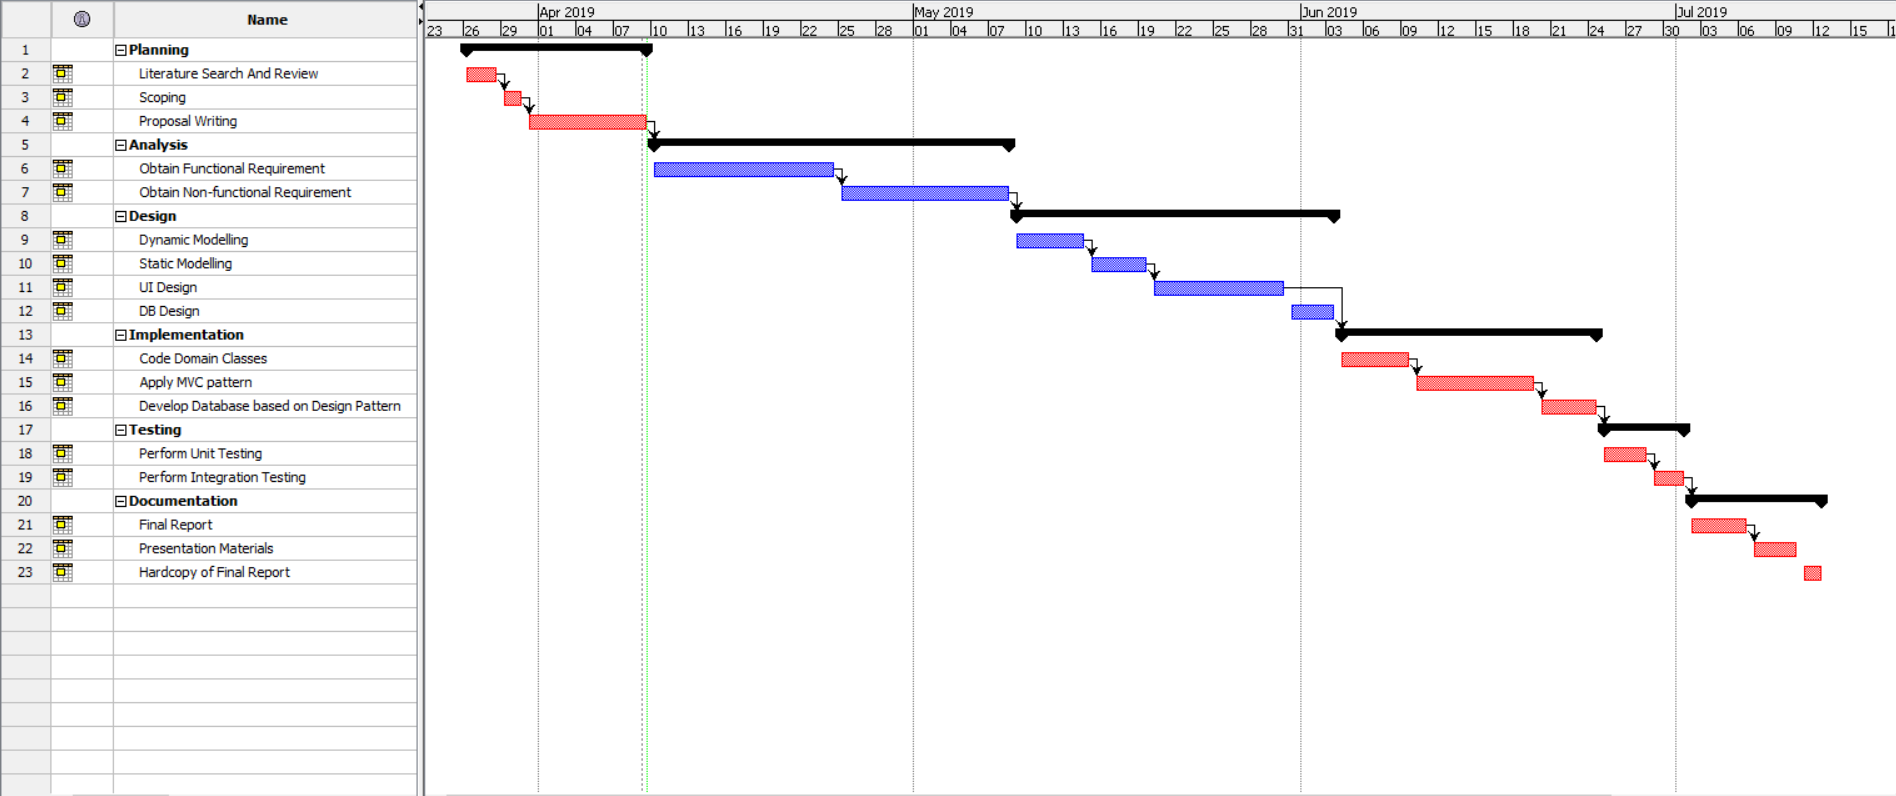 Name
Apr 2019 May 2019 Jun 2019 Jul 2019
23 26 29 01 04 07 10 13 16 19 22 25 28 01 04 07 10 13 16 19 22 25 28 31 03 06 09 12 15 18 21 24 27 30 03 06 09 12 15 18
1 Planning
2 Literature Search And Review
3 Scoping
4 Proposal Writing
5 Analysis
6 Obtain Functional Requirement
7 Obtain Non-functional Requirement
8 Design
9 Dynamic Modelling
10 Static Modelling
11 UI Design
12 DB Design
13 Implementation
14 Code Domain Classes
15 Apply MVC pattern
16 Develop Database based on Design Pattern
17 Testing
18 Perform Unit Testing
19 Perform Integration Testing
20 Documentation
21 Final Report
22 Presentation Materials
23 Hardcopy of Final Report